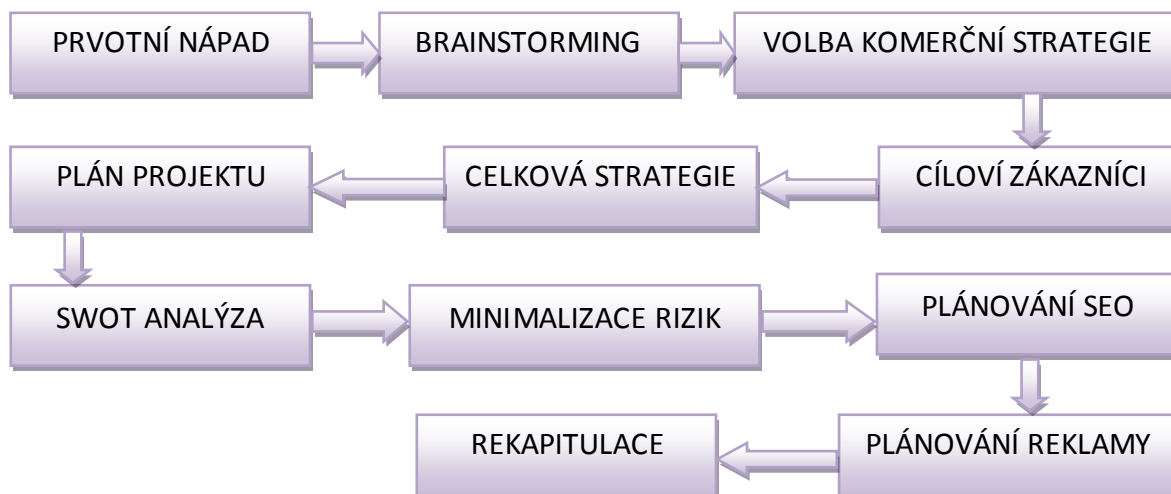 PRVOTNÍ NÁPAD
BRAINSTORMING
VOLBA KOMERČNÍ STRATEGIE
CÍLOVÍ ZÁKAZNÍCI
CELKOVÁ STRATEGIE
PLÁN PROJEKTU
SWOT ANALÝZA
MINIMALIZACE RIZIK
PLÁNOVÁNÍ SEO
PLÁNOVÁNÍ REKLAMY
REKAPITULACE